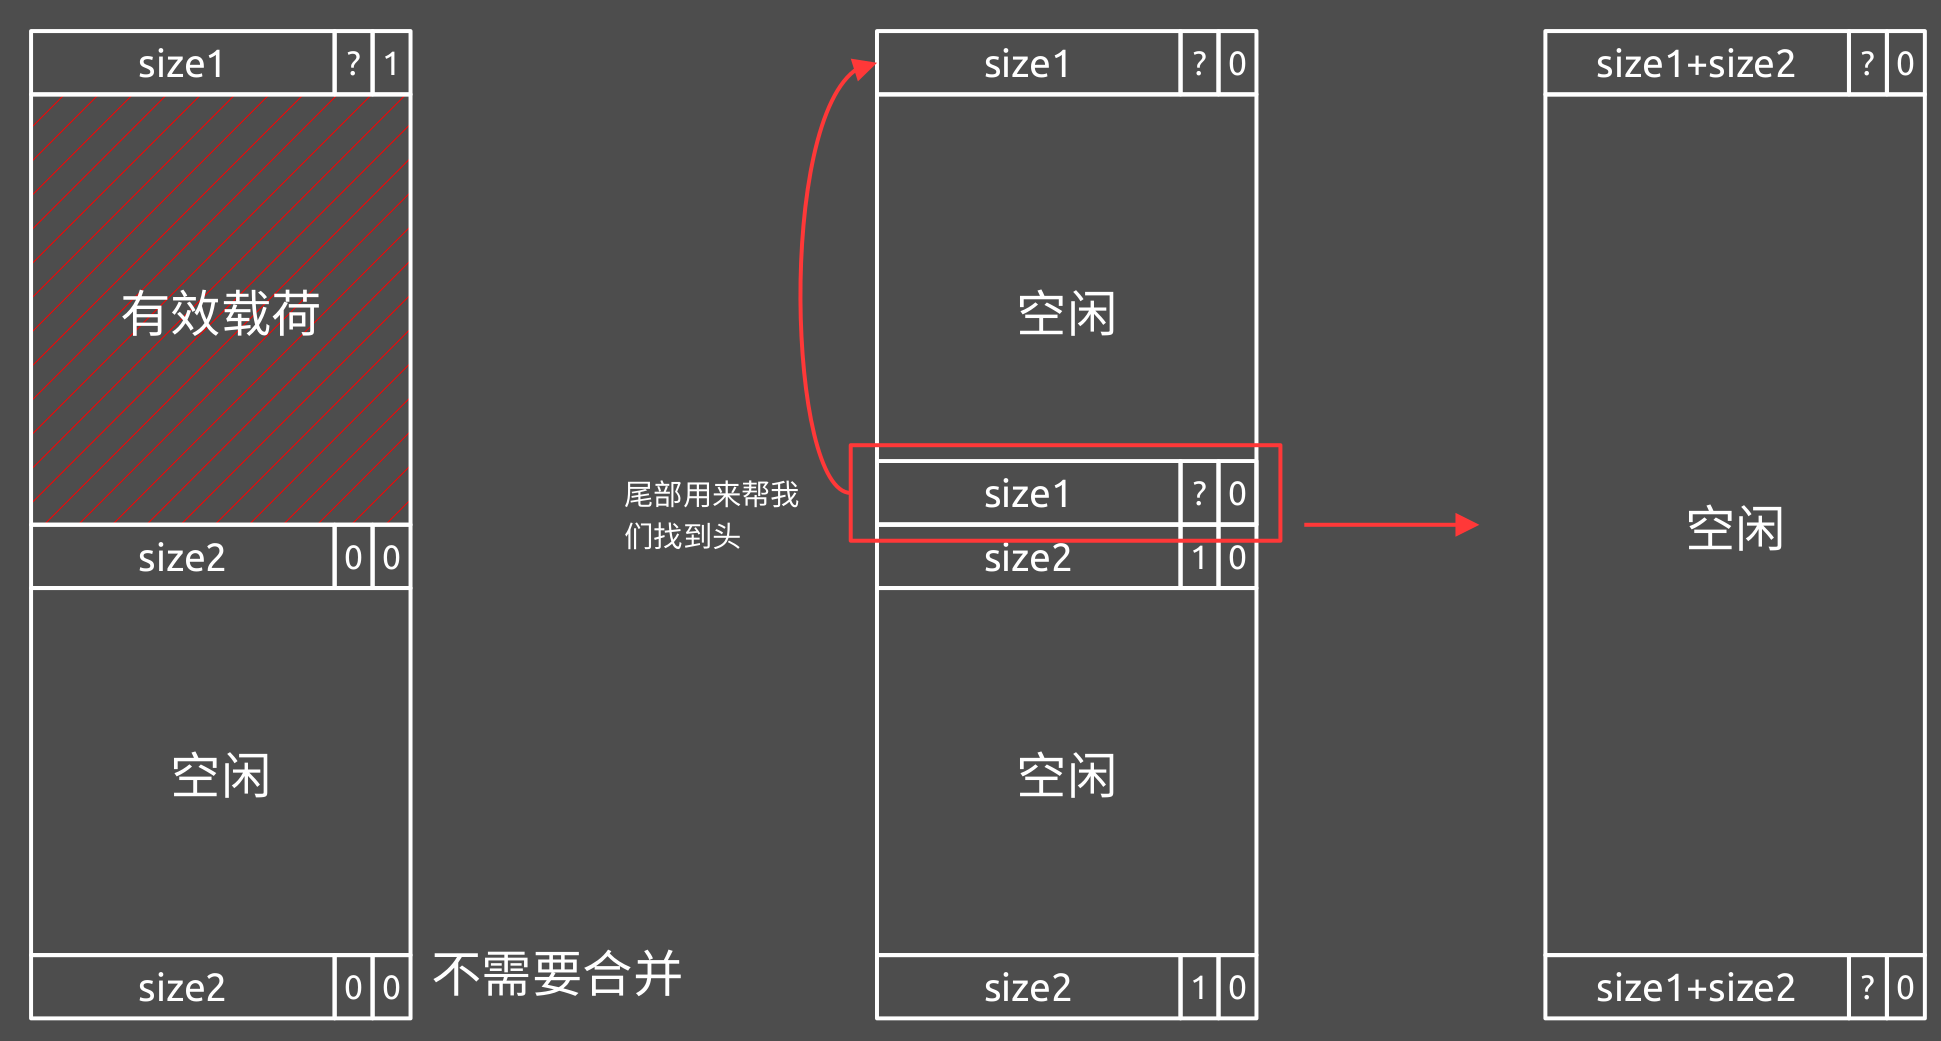 size1 ? 1
有效载荷
size2 0 0
空闲
size2 0 0
不需要合并
size1 ? 0
空闲
尾部用来帮我
们找到头
size1 ? 0
size2 1 0
空闲
size2 1 0
size1+size2 ? 0
空闲
size1+size2 ? 0